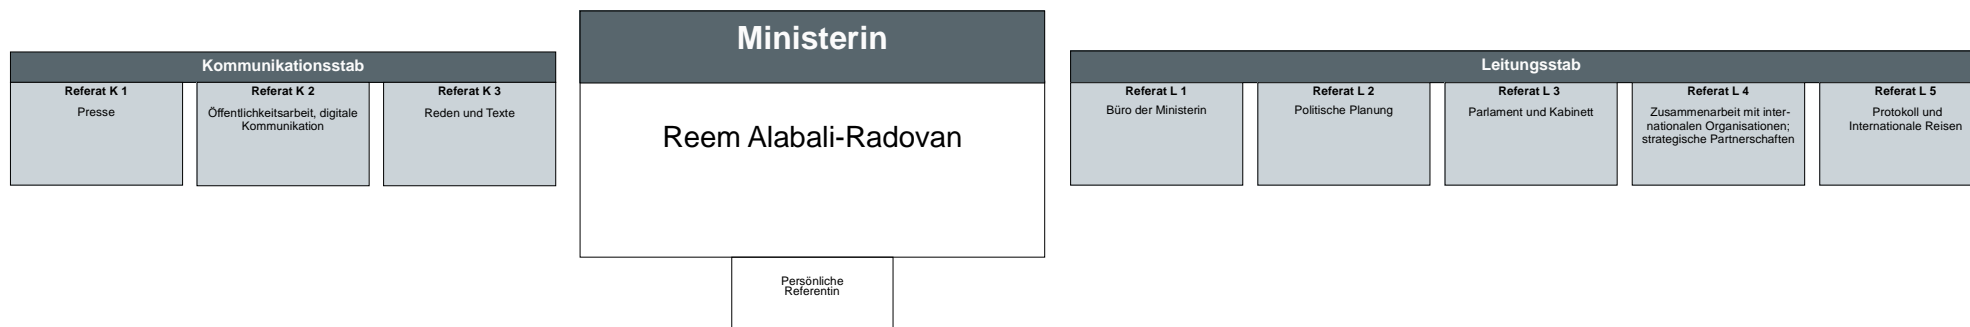 Kommunikationsstab
Referat K 1
Presse
Referat K 2
Öffentlichkeitsarbeit, digitale
Kommunikation
Referat K 3
Reden und Texte
Ministerin
Reem Alabali-Radovan
Persönliche
Referentin
Leitungsstab
Referat L 1
Büro der Ministerin
Referat L 2
Politische Planung
Referat L 3
Parlament und Kabinett
Referat L 4
Zusammenarbeit mit inter-
nationalen Organisationen;
strategische Partnerschaften
Referat L 5
Protokoll und
Internationale Reisen